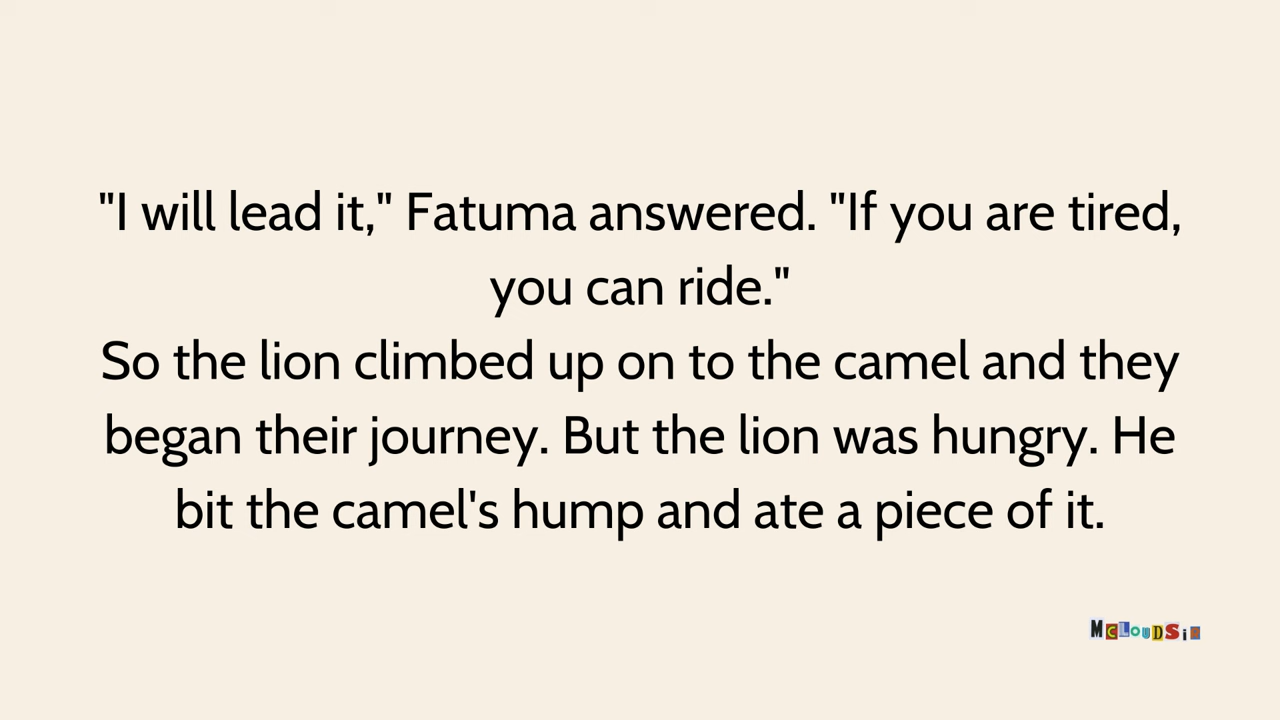 "I will lead it," Fatuma answered. "If you are tired,
you can ride."
So the lion climbed up on to the camel and they
began their journey. But the lion was hungry. He
bit the camel's hump and ate a piece of it.